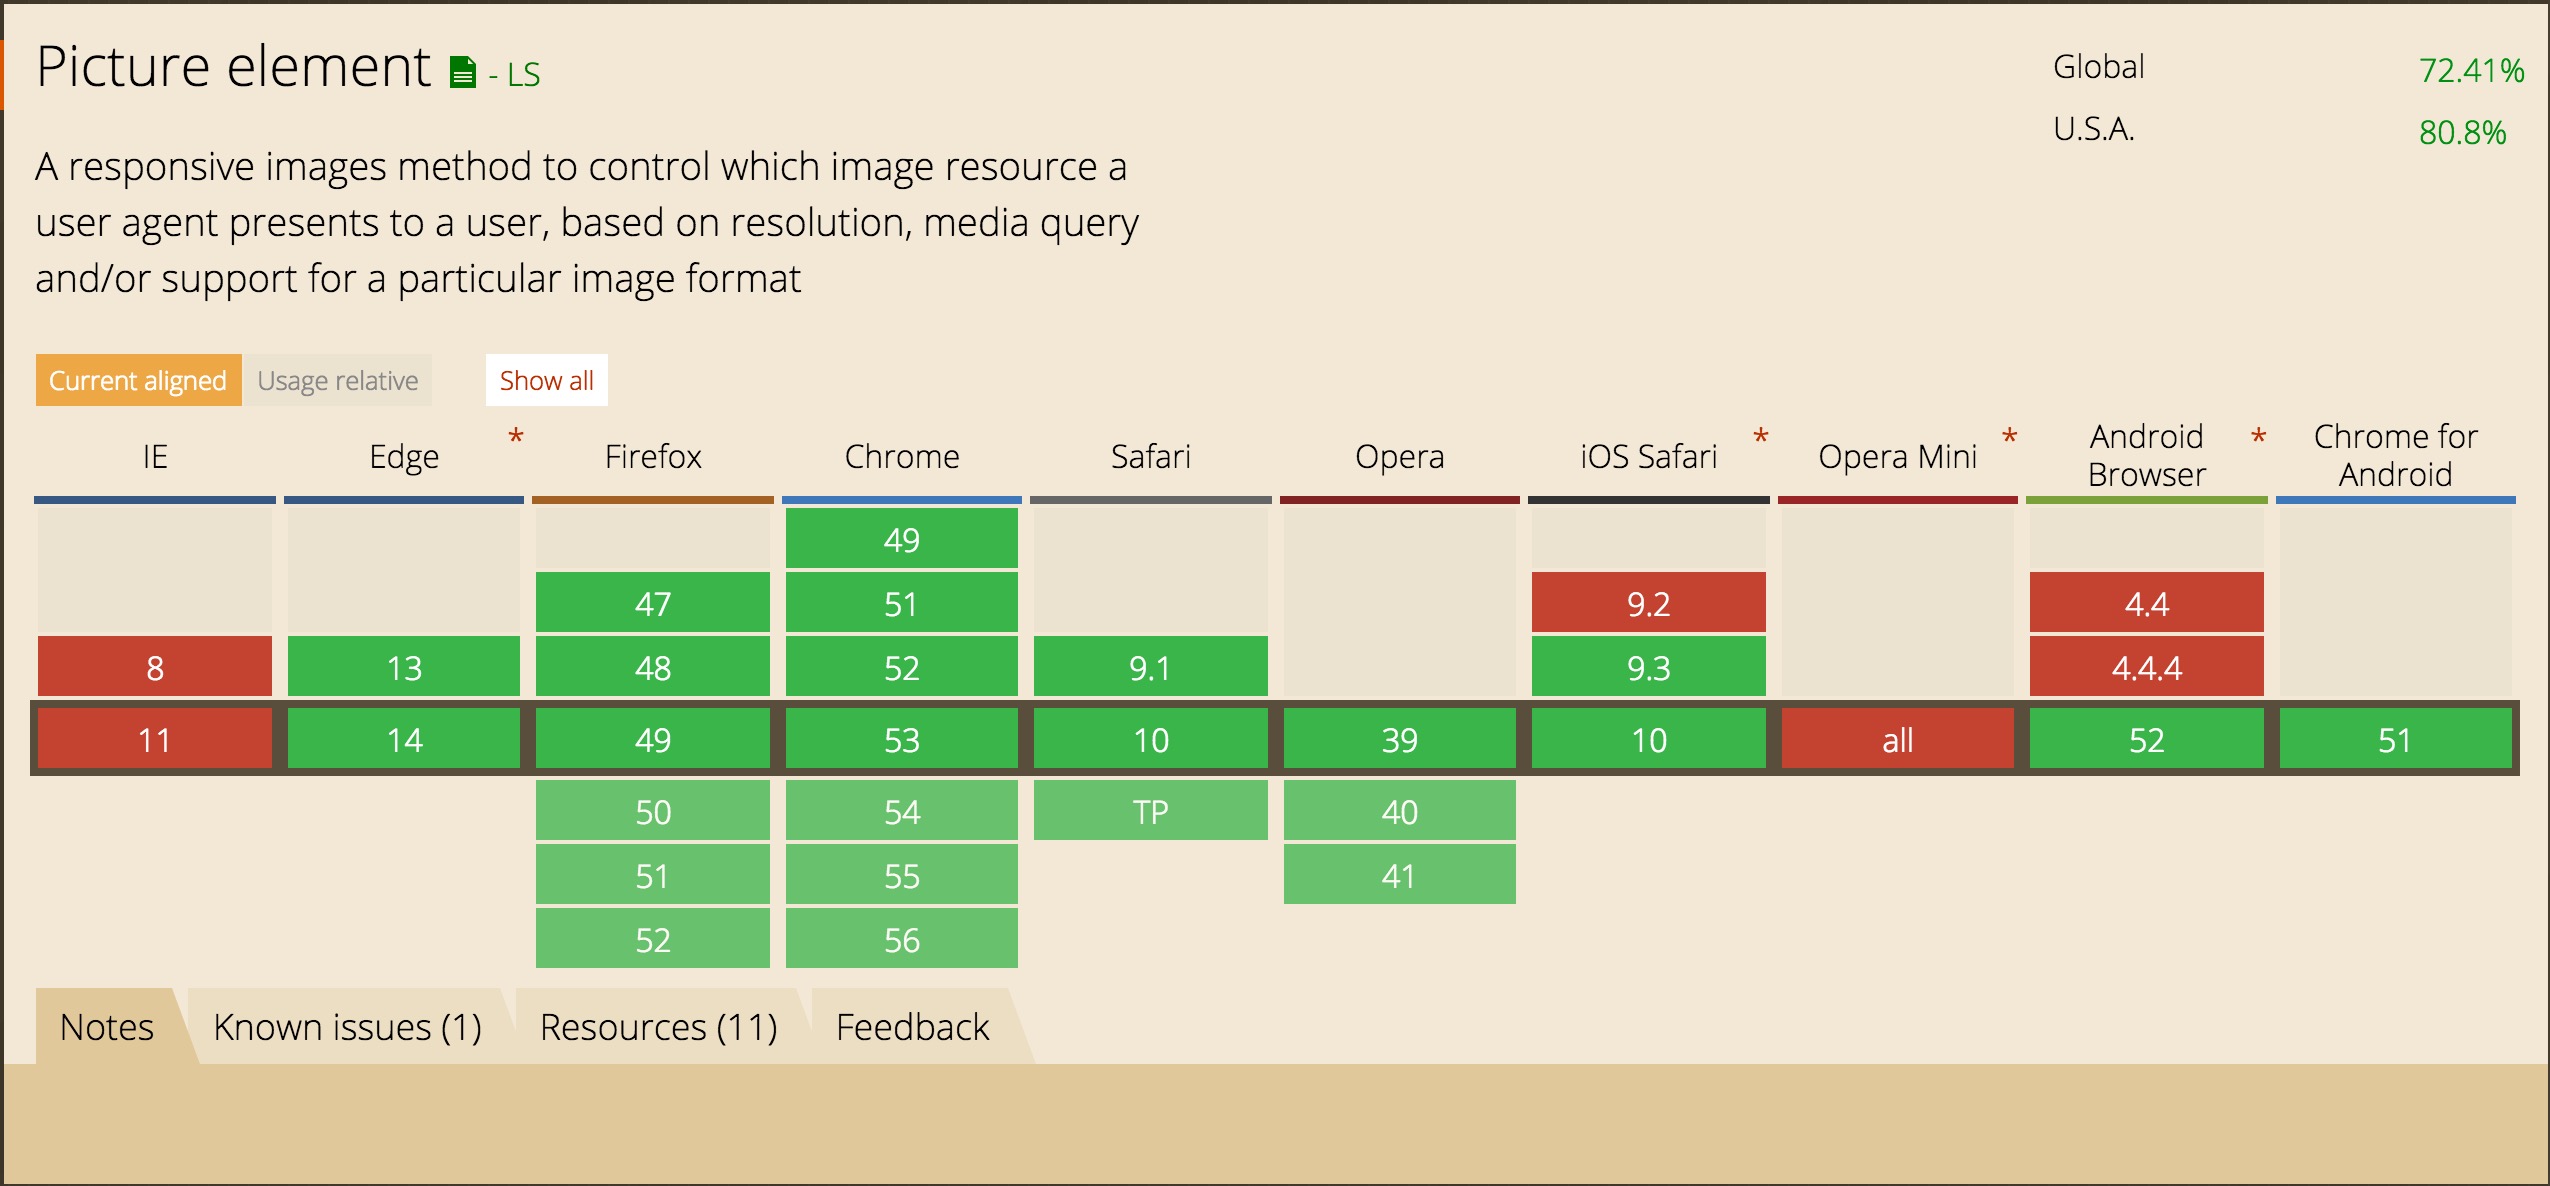 Picture element - LS
Global 72.41%
U.S.A. 80.8%
A responsive images method to control which image resource a
user agent presents to a user, based on resolution, media query
and/or support for a particular image format
Current aligned Usage relative Show all
IE Edge * Firefox Chrome Safari Opera iOS Safari * Opera Mini * Android Browser * Chrome for Android
49
47 51 9.2 4.4
8 13 48 52 9.1 9.3 4.4.4
11 14 49 53 10 39 10 all 52 51
50 54 TP 40
51 55 41
52 56
Notes Known issues (1) Resources (11) Feedback